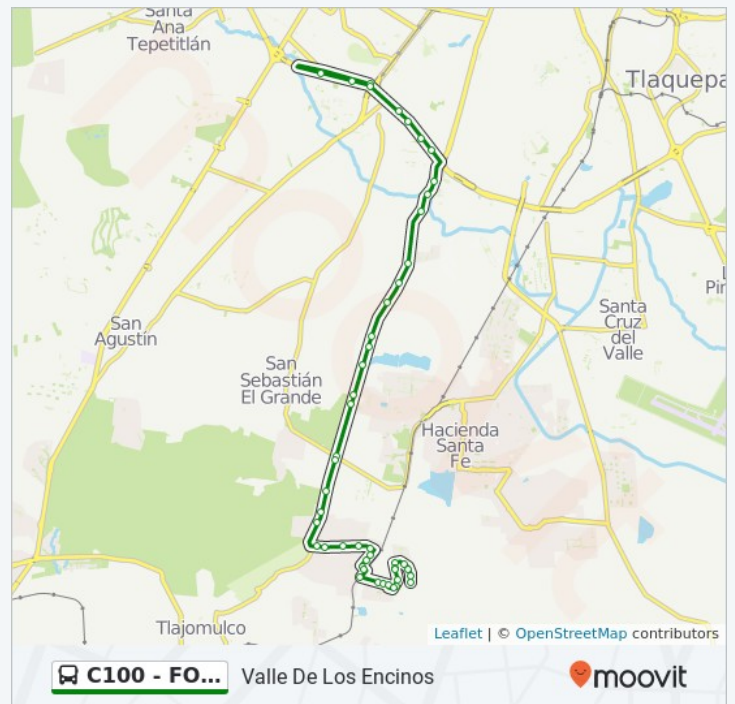 Santa
Ana
Tepetitlán
Tlaquepa
Santa
Cruz
del
Valle
San
Agustín
San
Sebastián
El Grande
Hacienda
Santa
Fe
Tlajomulco
Leaflet | © OpenStreetMap contributors
C100 - FO...
Valle De Los Encinos
moovit